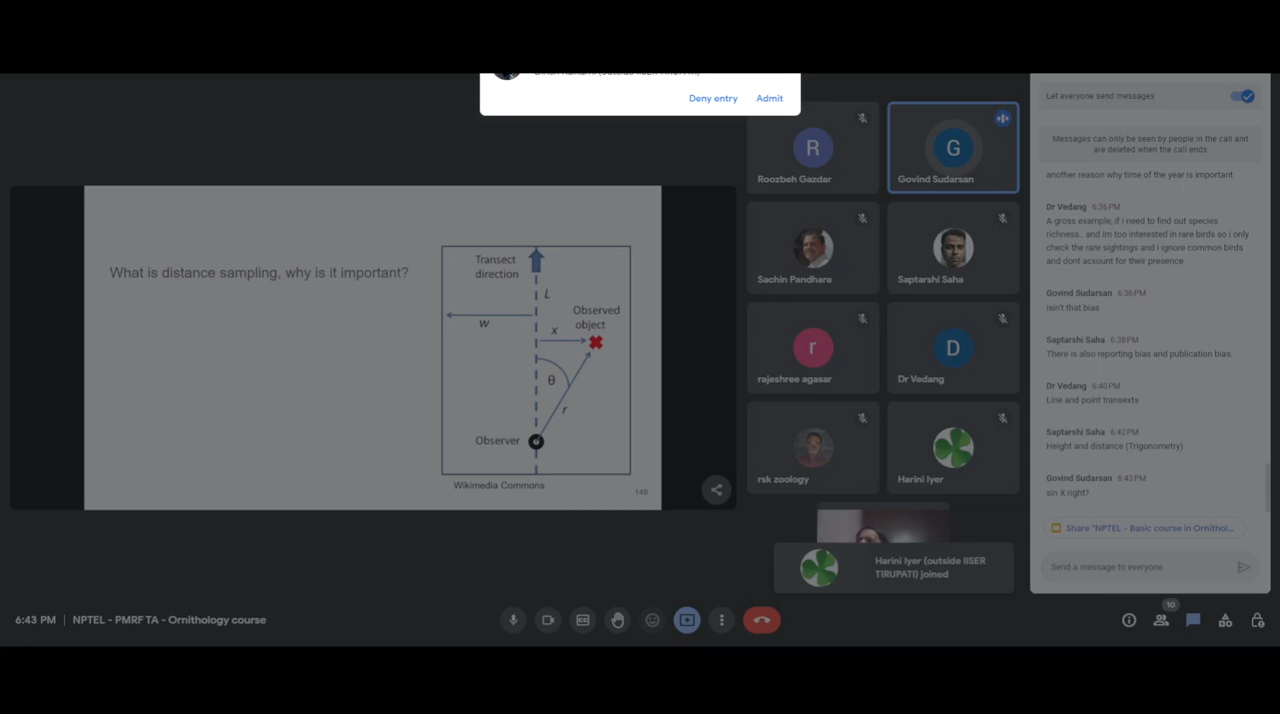 Deny entry
Admit
What is distance sampling, why is it important?
Transect
direction
L
w
x
Observed
object
θ
r
Observer
Wikimedia Commons
148
R
Roozbeh Gazdar
G
Govind Sudarsan
Sachin Pandhare
Saptarshi Saha
r
rajeshree agasar
D
Dr Vedang
rsk zoology
Harini Iyer
Harini Iyer (outside IISER
TIRUPATI) joined
Let everyone send messages
Messages can only be seen by people in the call and
are deleted when the call ends
another reason why time of the year is important
Dr Vedang 6:36 PM
A gross example, if i need to find out species
richness.. and im too interested in rare birds so i only
check the rare sightings and i ignore common birds
and dont acxount for their presence
Govind Sudarsan 6:36 PM
isin't that bias
Saptarshi Saha 6:38 PM
There is also reporting bias and publication bias.
Dr Vedang 6:40 PM
Line and point transexts
Saptarshi Saha 6:42 PM
Height and distance (Trigonometry)
Govind Sudarsan 6:43 PM
sin X right?
Share "NPTEL - Basic course in Ornithol...
Send a message to everyone
6:43 PM | NPTEL - PMRF TA - Ornithology course
10